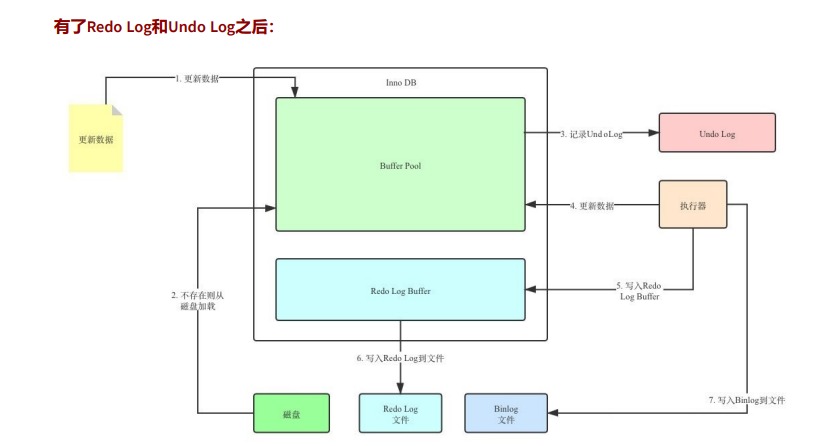 有了Redo Log和Undo Log之后：
1. 更新数据
Inno DB
更新数据
Buffer Pool
3. 记录UndoLog
Undo Log
4. 更新数据
执行器
2. 不存在则从
磁盘加载
Redo Log Buffer
5. 写入Redo
Log Buffer
6. 写入Redo Log到文件
7. 写入Binlog到文件
磁盘
Redo Log
文件
Binlog
文件